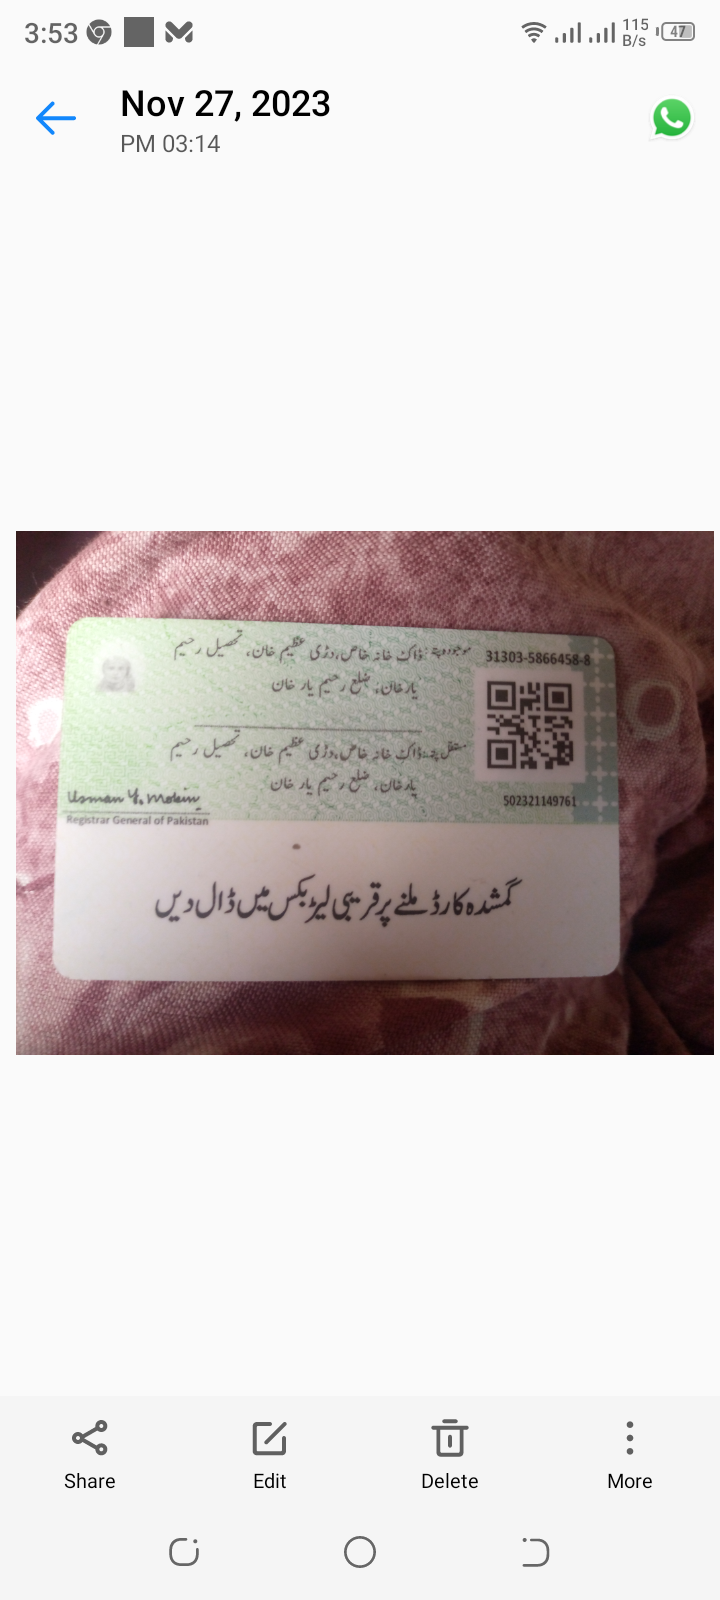 3:53
115 B/s
47
Nov 27, 2023
PM 03:14
موجودہ پتہ: ڈاک خانہ خاص، دڑی عظیم خان، تحصیل رحیم
یار خان، ضلع رحیم یار خان
31303-5866458-8
مستقل پتہ: ڈاک خانہ خاص، دڑی عظیم خان، تحصیل رحیم
یار خان، ضلع رحیم یار خان
502321149761
Usman Y. Mobin
Registrar General of Pakistan
گمشدہ کارڈ ملنے پر قریبی لیٹر بکس میں ڈال دیں
Share
Edit
Delete
More